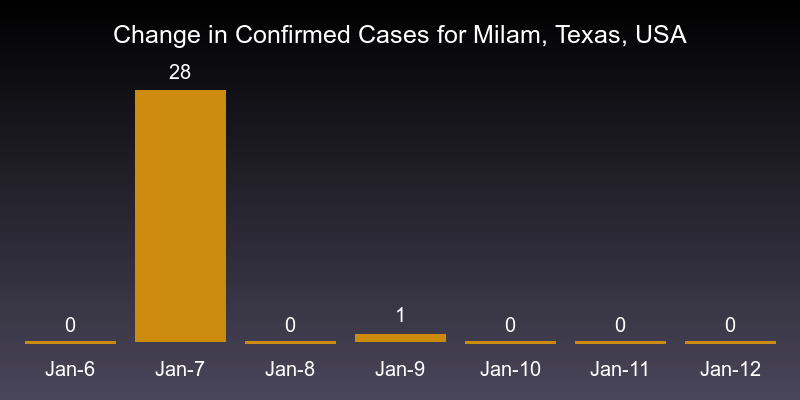 Change in Confirmed Cases for Milam, Texas, USA
28
0
0
1
0
0
0
Jan-6
Jan-7
Jan-8
Jan-9
Jan-10
Jan-11
Jan-12